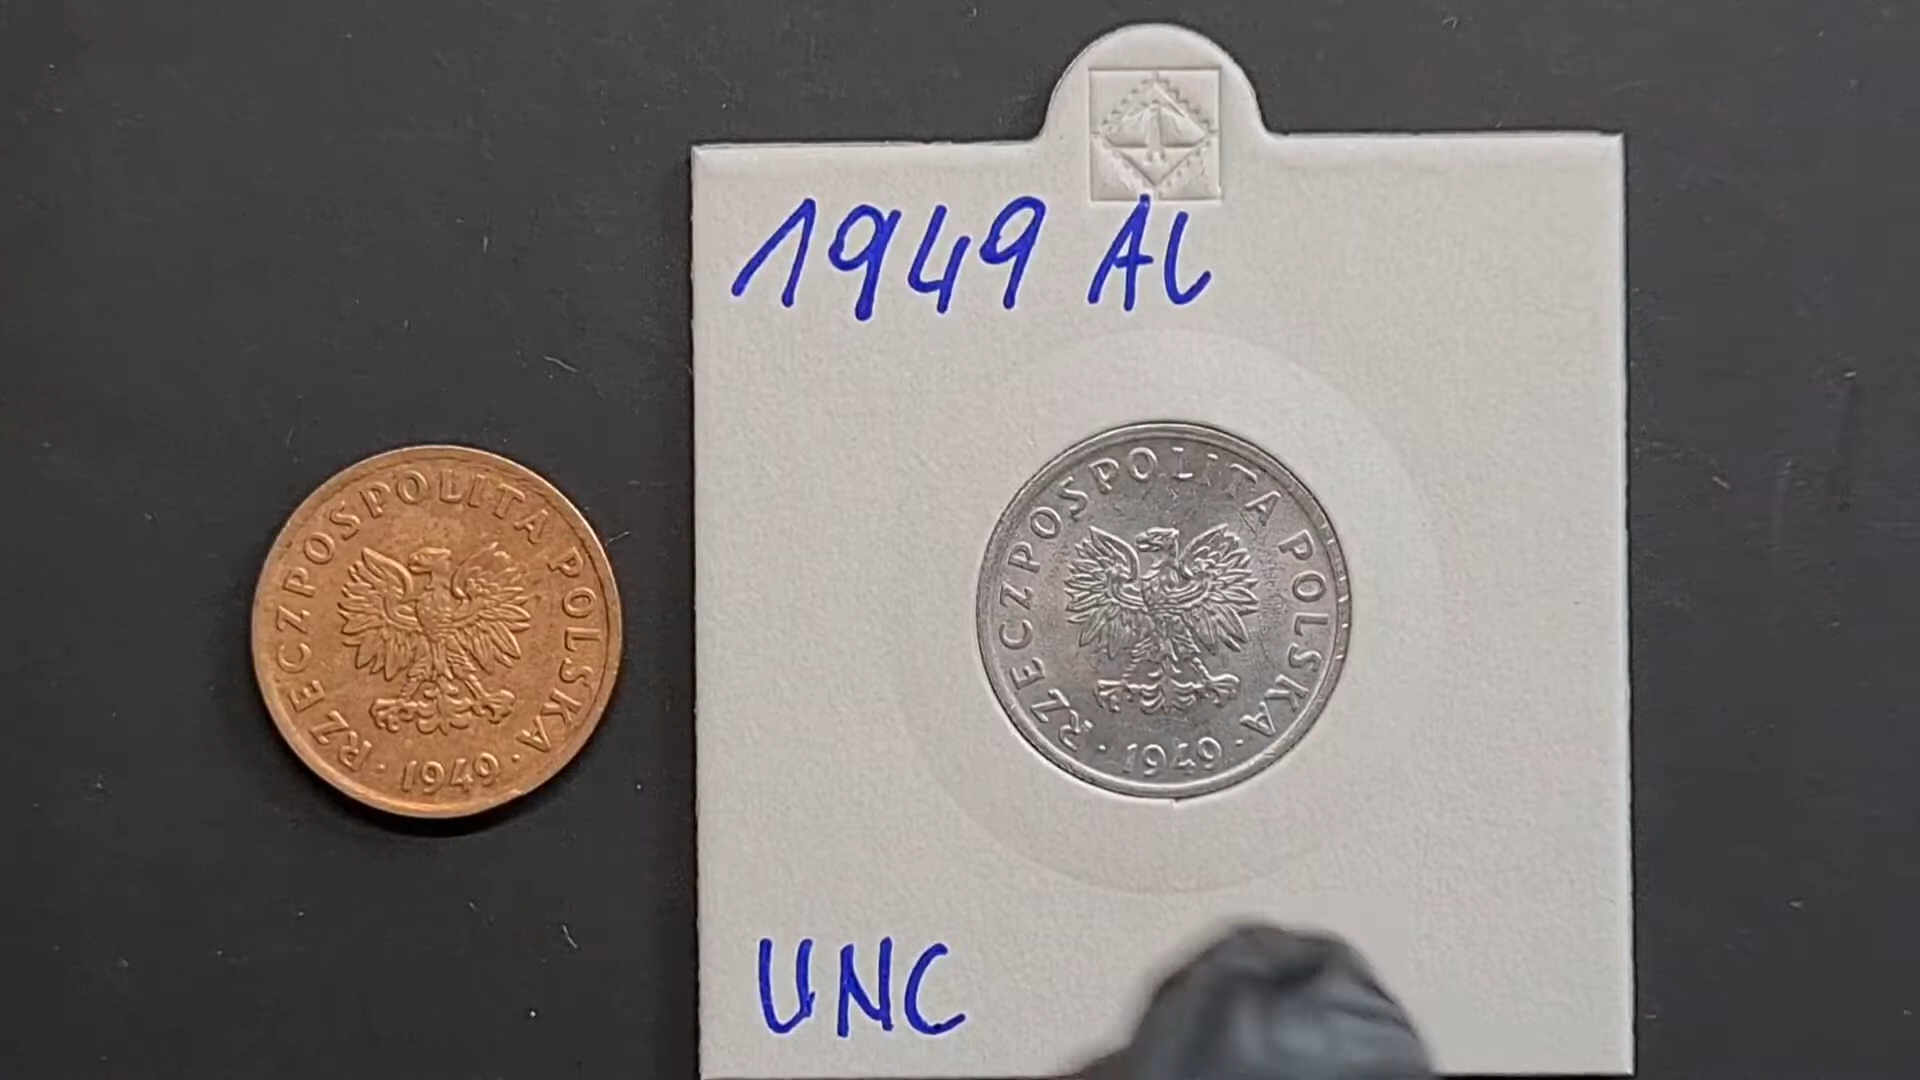 1949 AL
RZECZPOSPOLITA POLSKA
· 1949 ·
RZECZPOSPOLITA POLSKA
· 1949 ·
UNC